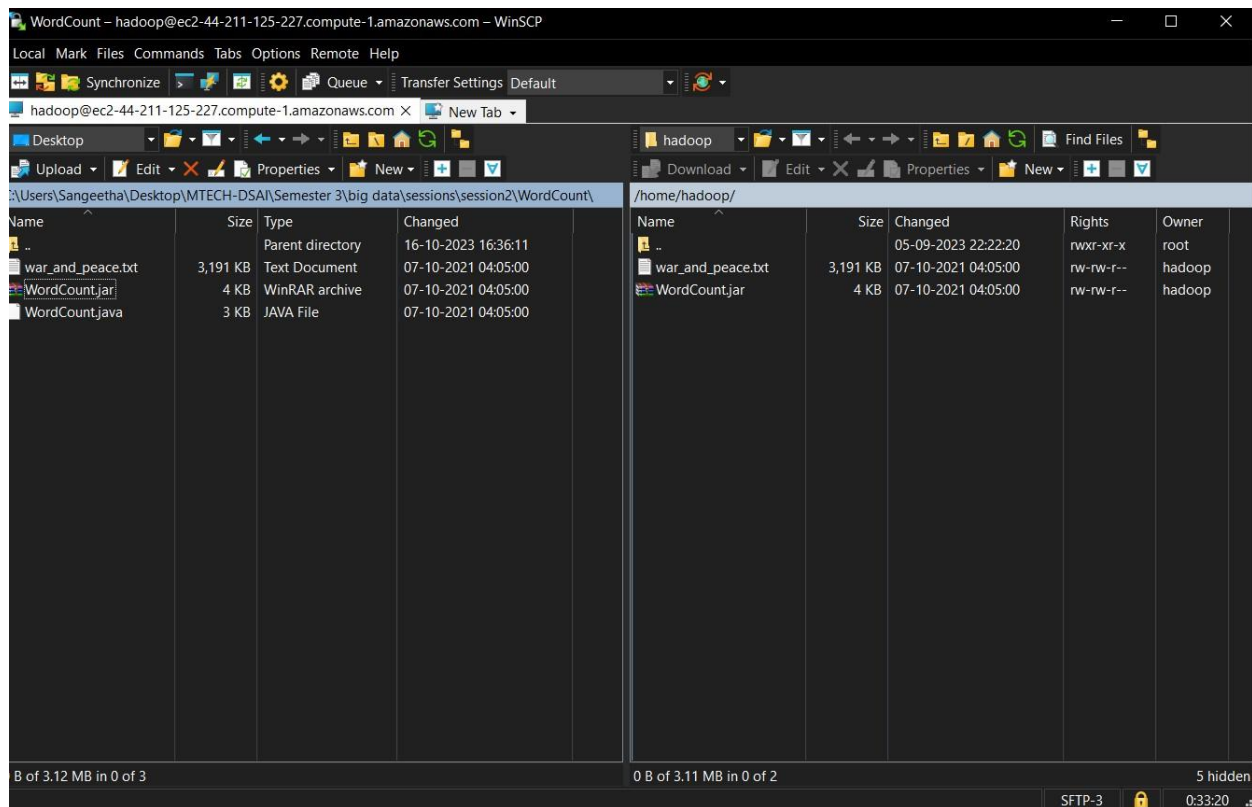 WordCount – hadoop@ec2-44-211-125-227.compute-1.amazonaws.com – WinSCP
Local Mark Files Commands Tabs Options Remote Help
Synchronize Queue Transfer Settings Default
hadoop@ec2-44-211-125-227.compute-1.amazonaws.com New Tab
Desktop hadoop Find Files
Upload Edit Properties New Download Edit Properties New
:\Users\Sangeetha\Desktop\MTECH-DSAI\Semester 3\big data\sessions\session2\WordCount\ /home/hadoop/
Name Size Type Changed Name Size Changed Rights Owner
.. Parent directory 16-10-2023 16:36:11 .. 05-09-2023 22:22:20 rwxr-xr-x root
war_and_peace.txt 3,191 KB Text Document 07-10-2021 04:05:00 war_and_peace.txt 3,191 KB 07-10-2021 04:05:00 rw-rw-r-- hadoop
WordCount.jar 4 KB WinRAR archive 07-10-2021 04:05:00 WordCount.jar 4 KB 07-10-2021 04:05:00 rw-rw-r-- hadoop
WordCount.java 3 KB JAVA File 07-10-2021 04:05:00
B of 3.12 MB in 0 of 3 0 B of 3.11 MB in 0 of 2 5 hidden
SFTP-3 0:33:20